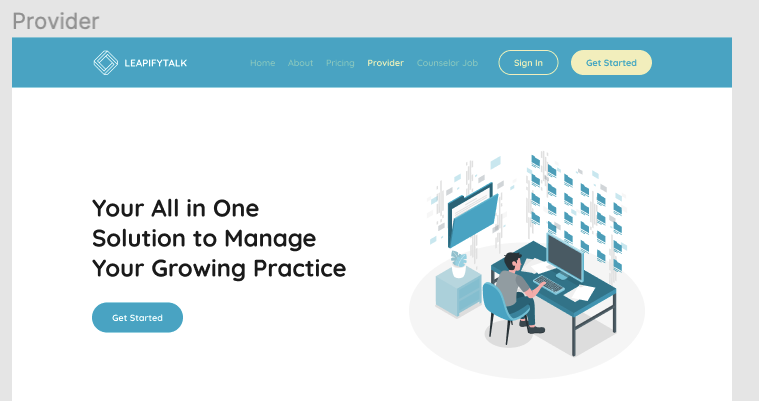 Provider
LEAPIFYTALK
Home About Pricing Provider Counselor Job Sign In Get Started
Your All in One
Solution to Manage
Your Growing Practice
Get Started